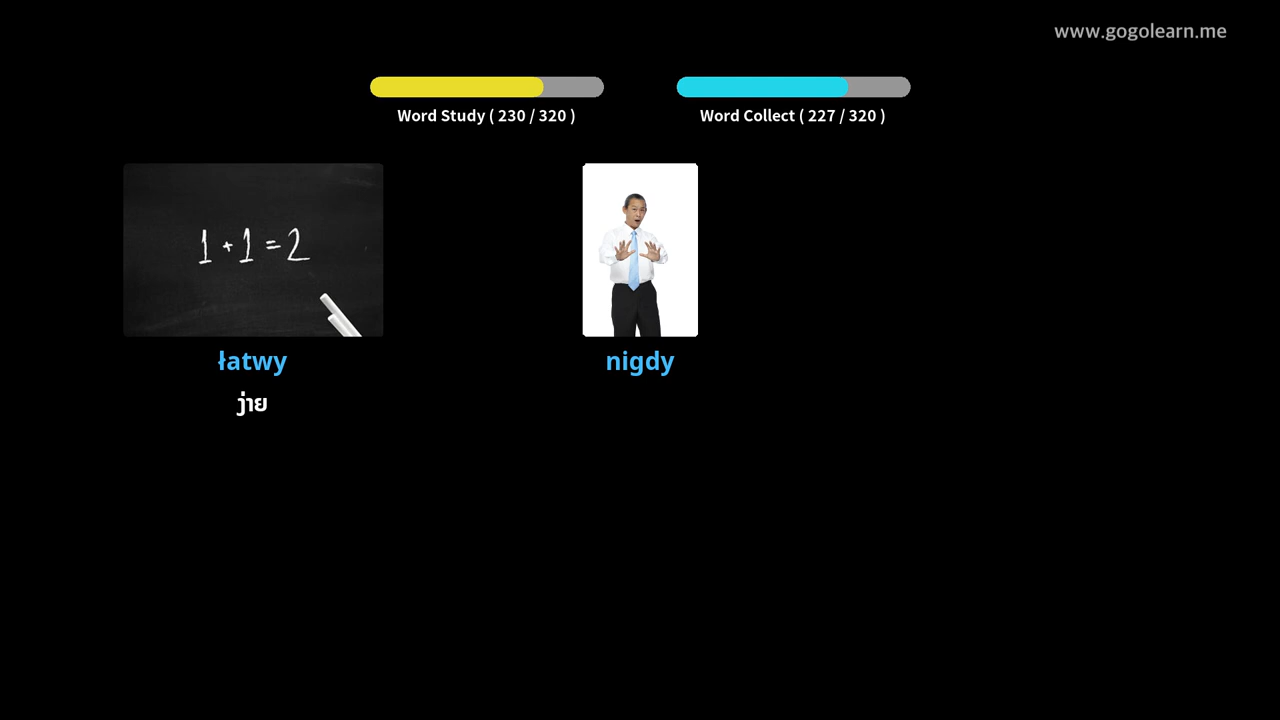 www.gogolearn.me
Word Study ( 230 / 320 )
Word Collect ( 227 / 320 )
1 + 1 = 2
łatwy
nigdy
ง่าย